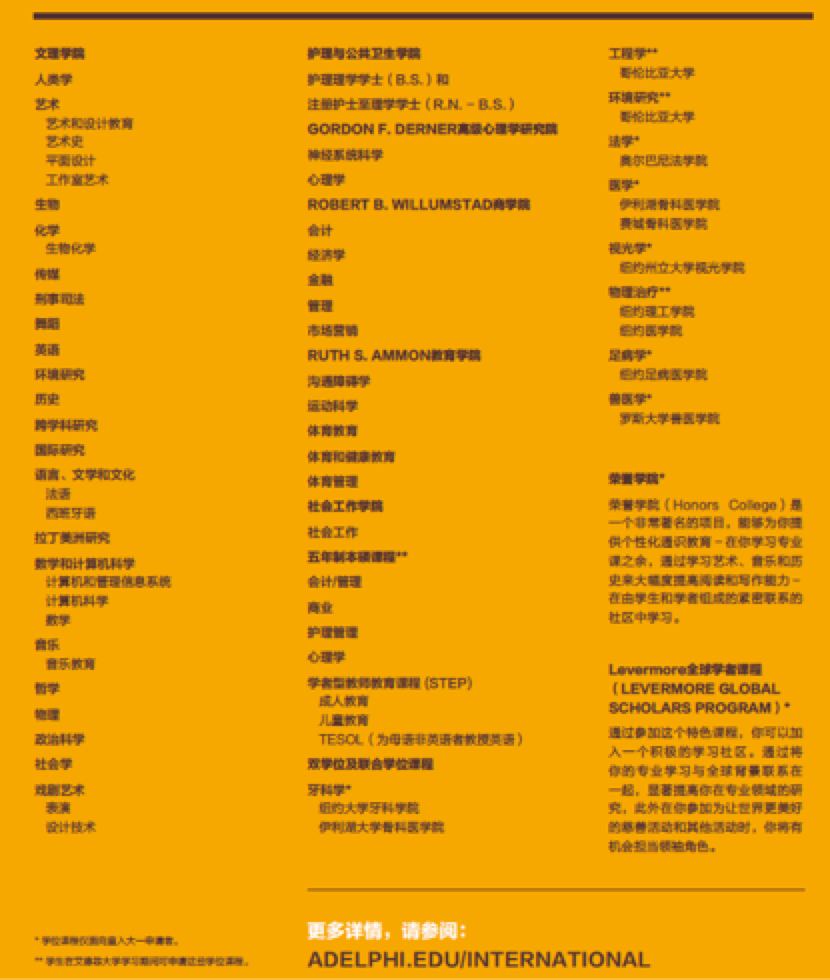 文理学院
人类学
艺术
艺术和设计教育
艺术史
平面设计
工作室艺术
生物
化学
生物化学
传媒
刑事司法
舞蹈
英语
环境研究
历史
跨学科研究
国际研究
语言、文学和文化
法语
西班牙语
拉丁美洲研究
数学和计算机科学
计算机和管理信息系统
计算机科学
数学
音乐
音乐教育
哲学
物理
政治科学
社会学
戏剧艺术
表演
设计技术
* 学位课程仅面向重入大一申请者。
** 学生在艾德菲大学学习期间可申请这些学位课程。
护理与公共卫生学院
护理理学学士（B.S.）和
注册护士至理学学士（R.N. – B.S.）
GORDON F. DERNER高级心理学研究院
神经系统科学
心理学
ROBERT B. WILLUMSTAD商学院
会计
经济学
金融
管理
市场营销
RUTH S. AMMON教育学院
沟通障碍学
运动科学
体育教育
体育和健康教育
体育管理
社会工作学院
社会工作
五年制本硕课程**
会计/管理
商业
护理管理
心理学
学者型教师教育课程 (STEP)
成人教育
儿童教育
TESOL（为母语非英语者教授英语）
双学位及联合学位课程
牙科学*
纽约大学牙科学院
伊利湖大学骨科医学院
工程学**
哥伦比亚大学
环境研究**
哥伦比亚大学
法学*
奥尔巴尼法学院
医学*
伊利湖骨科医学院
费城骨科医学院
视光学*
纽约州立大学视光学院
物理治疗**
纽约理工学院
纽约医学院
足病学*
纽约足病医学院
兽医学*
罗斯大学兽医学院
荣誉学院*
荣誉学院（Honors College）是
一个非常著名的项目，能够为你提
供个性化通识教育 – 在你学习专业
课之余，通过学习艺术、音乐和历
史来大幅度提高阅读和写作能力 –
在由学生和学者组成的紧密联系的
社区中学习。
Levermore全球学者课程
（LEVERMORE GLOBAL
SCHOLARS PROGRAM）*
通过参加这个特色课程，你可以加
入一个积极的学习社区。通过将
你的专业学习与全球背景联系在
一起，显著提高你在专业领域的研
究，此外在你参加为让世界更美好
的慈善活动和其他活动时，你将有
机会担当领袖角色。
更多详情，请参阅：
ADELPHI.EDU/INTERNATIONAL